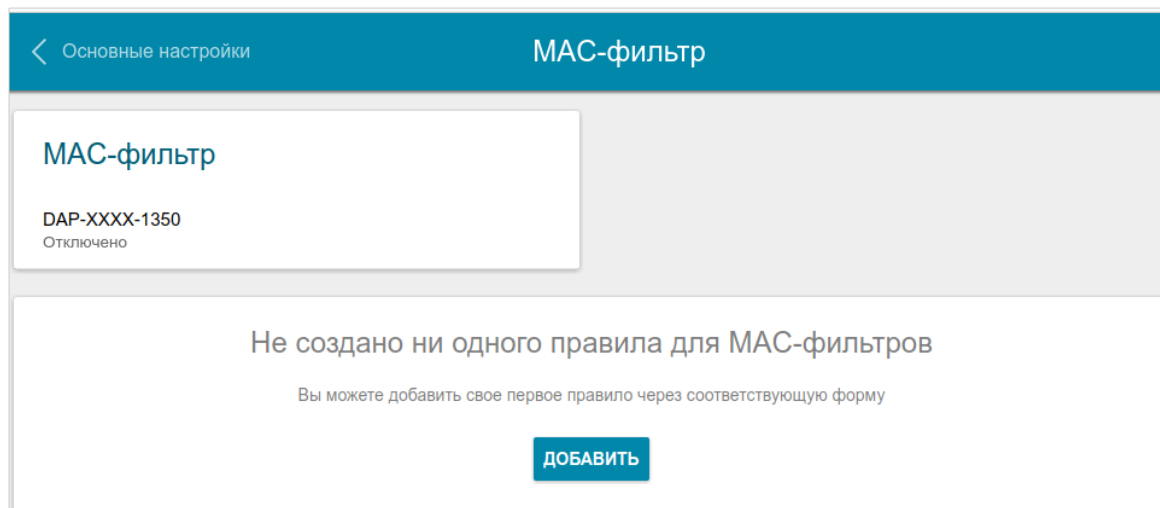 Основные настройки
MAC-фильтр
MAC-фильтр
DAP-XXXX-1350
Отключено
Не создано ни одного правила для MAC-фильтров
Вы можете добавить свое первое правило через соответствующую форму
ДОБАВИТЬ